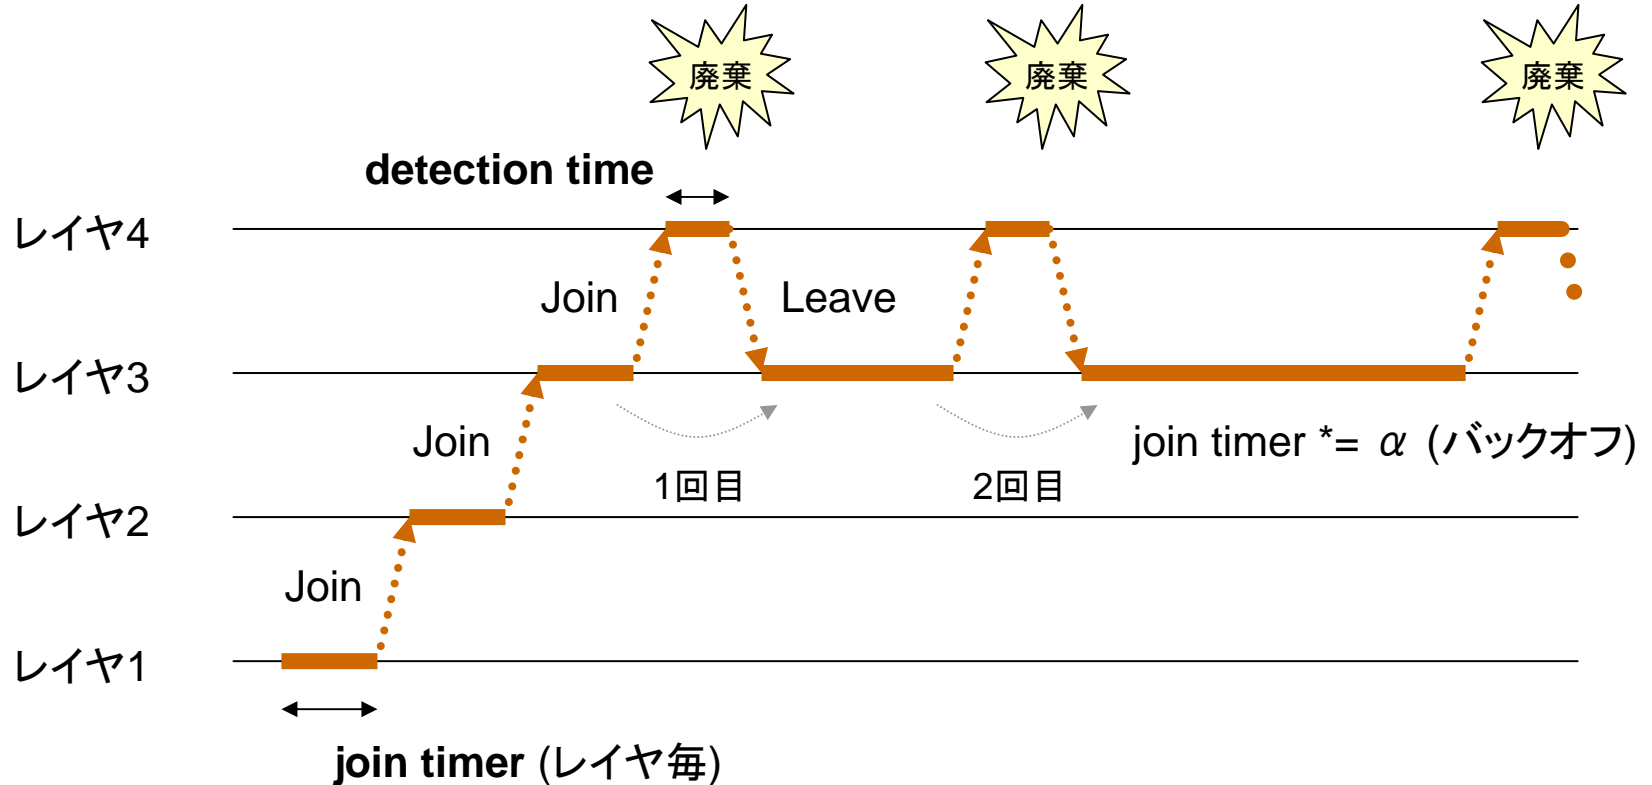 廃棄 廃棄 廃棄
detection time
レイヤ4
Join Leave
レイヤ3
Join
join timer *= α (バックオフ)
1回目 2回目
レイヤ2
Join
レイヤ1
join timer (レイヤ毎)